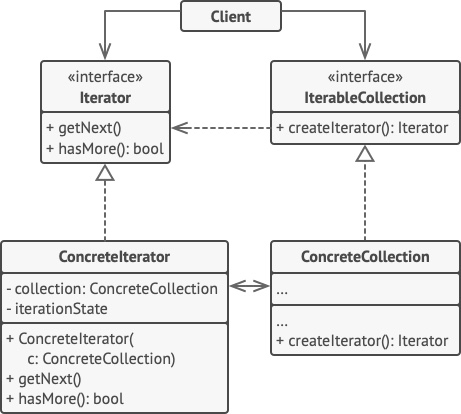 Client
«interface»
Iterator
+ getNext()
+ hasMore(): bool
«interface»
IterableCollection
+ createIterator(): Iterator
ConcreteIterator
- collection: ConcreteCollection
- iterationState
+ ConcreteIterator(
c: ConcreteCollection)
+ getNext()
+ hasMore(): bool
ConcreteCollection
...
...
+ createIterator(): Iterator